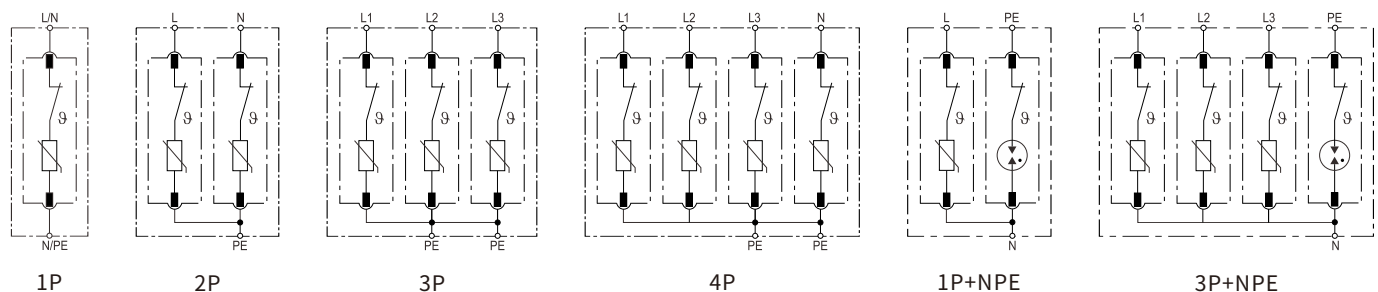 L/N L N L1 L2 L3 L1 L2 L3 N L PE L1 L2 L3 PE
ϑ ϑ ϑ ϑ ϑ ϑ ϑ ϑ ϑ ϑ ϑ ϑ ϑ ϑ ϑ ϑ
N/PE PE PE PE PE PE N N
1P 2P 3P 4P 1P+NPE 3P+NPE